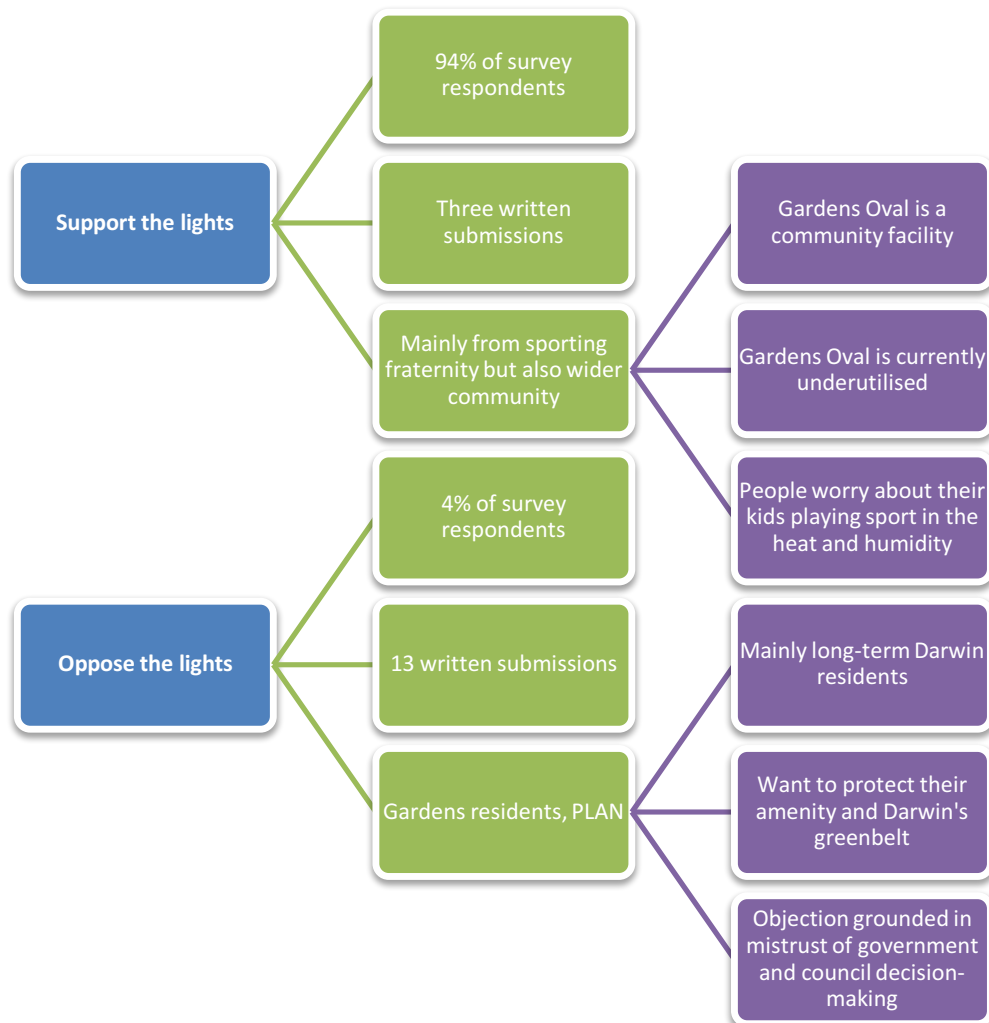 Support the lights
94% of survey
respondents
Three written
submissions
Mainly from sporting
fraternity but also wider
community
Gardens Oval is a
community facility
Gardens Oval is currently
underutilised
People worry about their
kids playing sport in the
heat and humidity
Oppose the lights
4% of survey
respondents
13 written submissions
Gardens residents, PLAN
Mainly long-term Darwin
residents
Want to protect their
amenity and Darwin's
greenbelt
Objection grounded in
mistrust of government
and council decision-
making